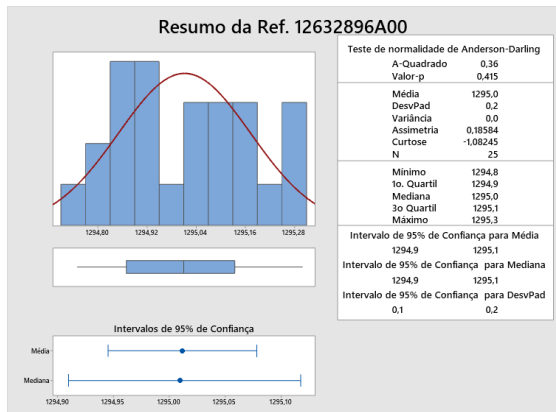 Resumo da Ref. 12632896A00
Teste de normalidade de Anderson-Darling
A-Quadrado 0,36
Valor-p 0,415
Média 1295,0
DesvPad 0,2
Variância 0,0
Assimetria 0,18584
Curtose -1,08245
N 25
Mínimo 1294,8
1o. Quartil 1294,9
Mediana 1295,0
3o Quartil 1295,1
Máximo 1295,3
Intervalo de 95% de Confiança para Média
1294,9 1295,1
Intervalo de 95% de Confiança para Mediana
1294,9 1295,1
Intervalo de 95% de Confiança para DesvPad
0,1 0,2
1294,80 1294,92 1295,04 1295,16 1295,28
Intervalos de 95% de Confiança
Média
Mediana
1294,90 1294,95 1295,00 1295,05 1295,10